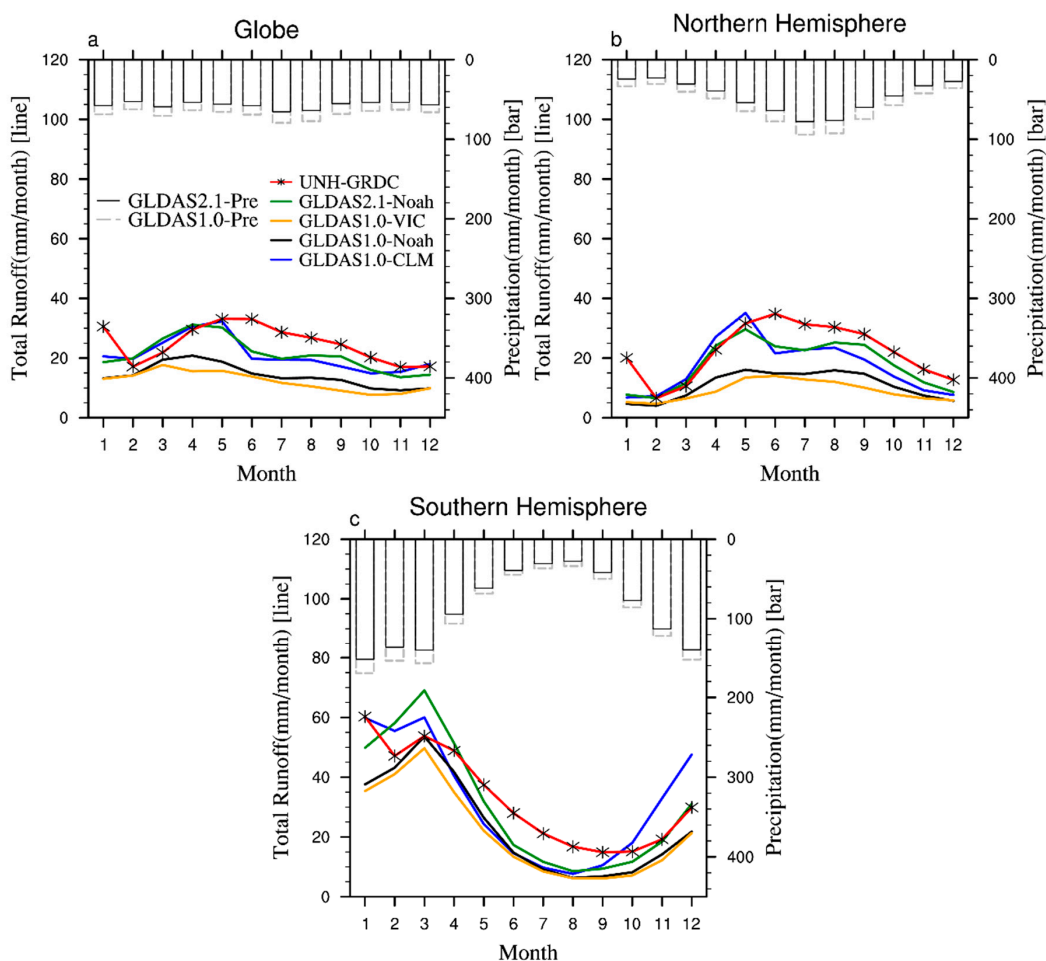 Globe
Northern Hemisphere
a
b
120
100
80
60
40
20
0
Total Runoff(mm/month) [line]
0
100
200
300
400
Precipitation(mm/month) [bar]
GLDAS2.1-Pre
GLDAS1.0-Pre
UNH-GRDC
GLDAS2.1-Noah
GLDAS1.0-VIC
GLDAS1.0-Noah
GLDAS1.0-CLM
1 2 3 4 5 6 7 8 9 10 11 12
Month
120
100
80
60
40
20
0
Total Runoff(mm/month) [line]
0
100
200
300
400
Precipitation(mm/month) [bar]
1 2 3 4 5 6 7 8 9 10 11 12
Month
Southern Hemisphere
c
120
100
80
60
40
20
0
Total Runoff(mm/month) [line]
0
100
200
300
400
Precipitation(mm/month) [bar]
1 2 3 4 5 6 7 8 9 10 11 12
Month